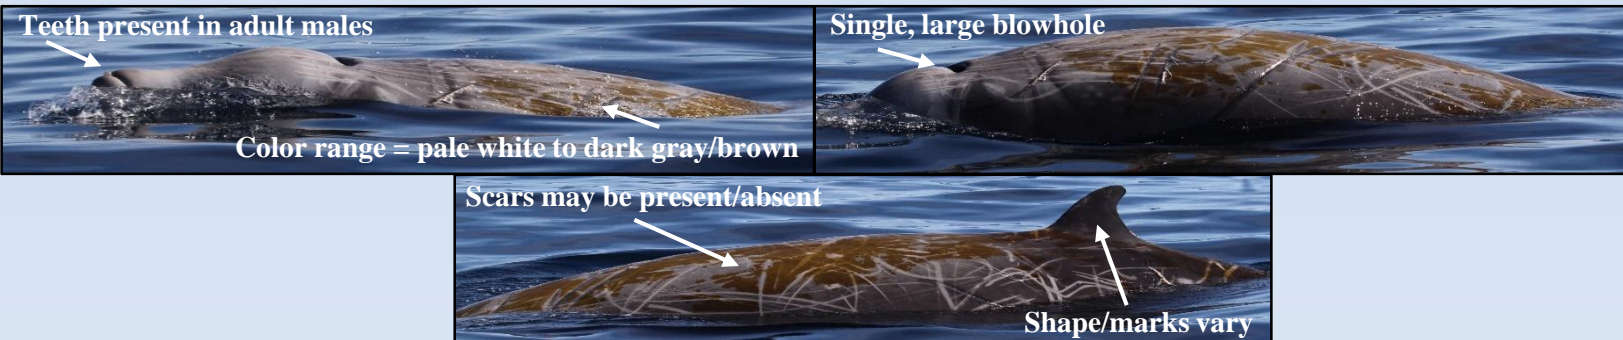 Teeth present in adult males
Color range = pale white to dark gray/brown
Single, large blowhole
Scars may be present/absent
Shape/marks vary